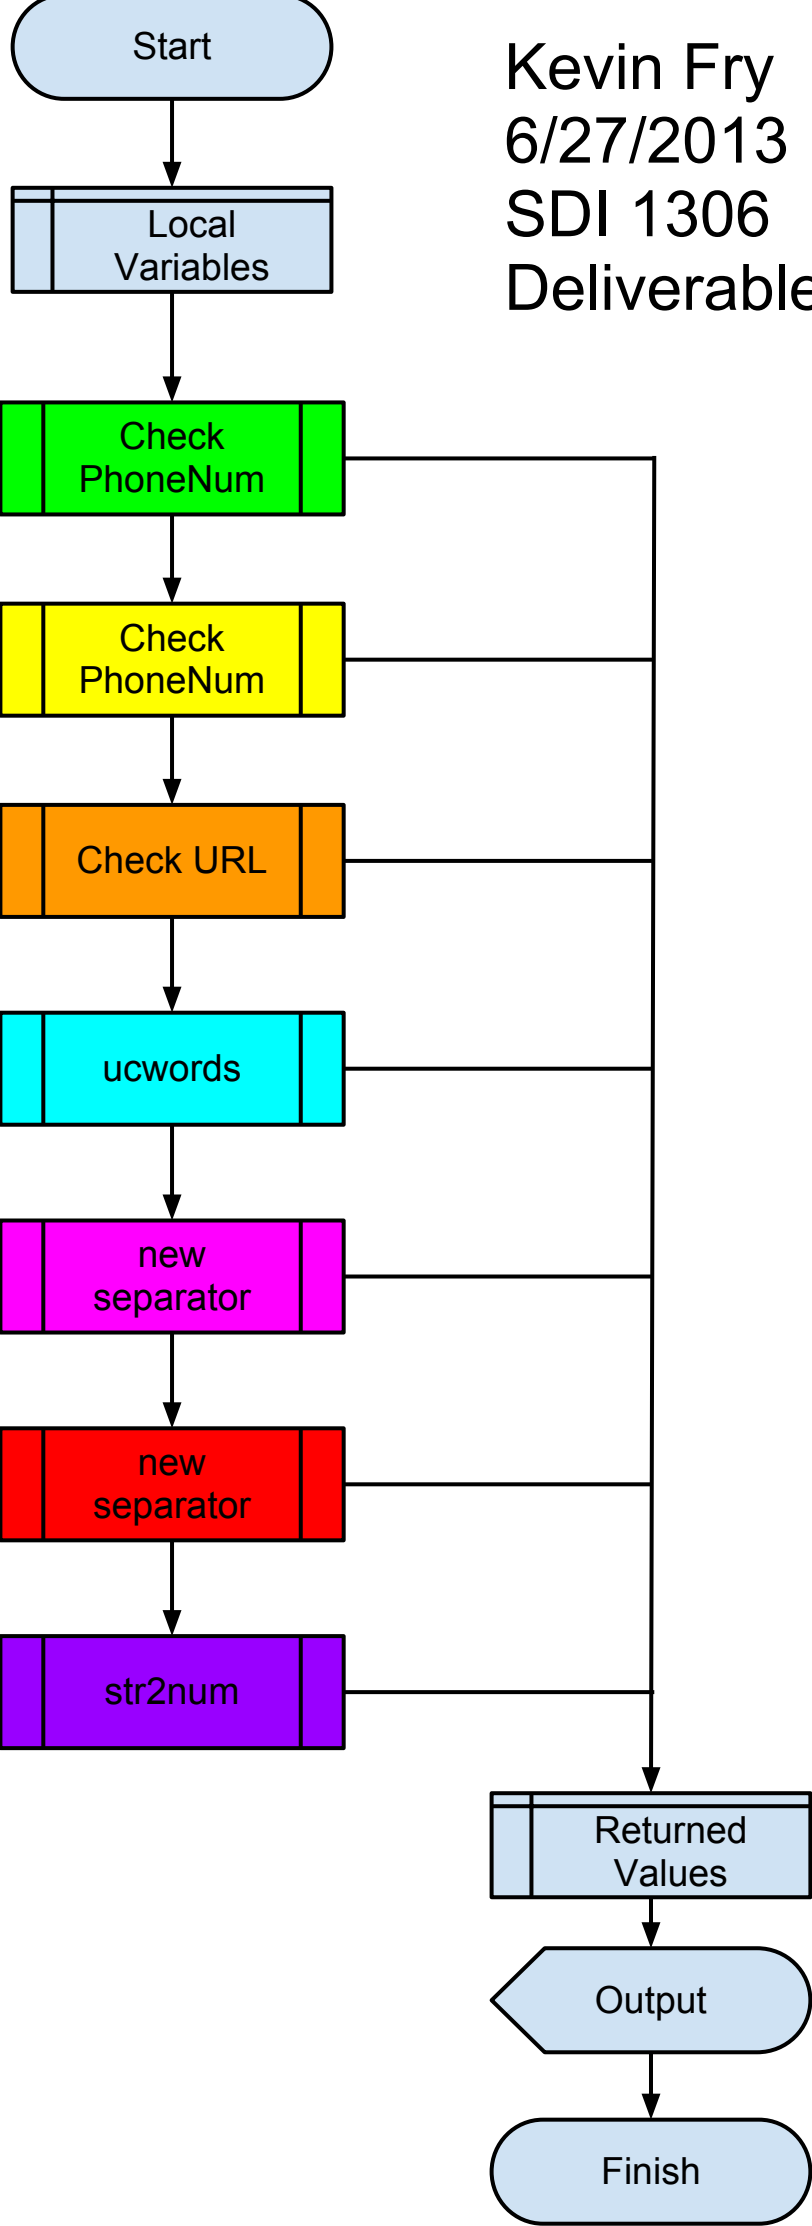 Start
Kevin Fry
6/27/2013
SDI 1306
Deliverable
Local
Variables
Check
PhoneNum
Check
PhoneNum
Check URL
ucwords
new
separator
new
separator
str2num
Returned
Values
Output
Finish